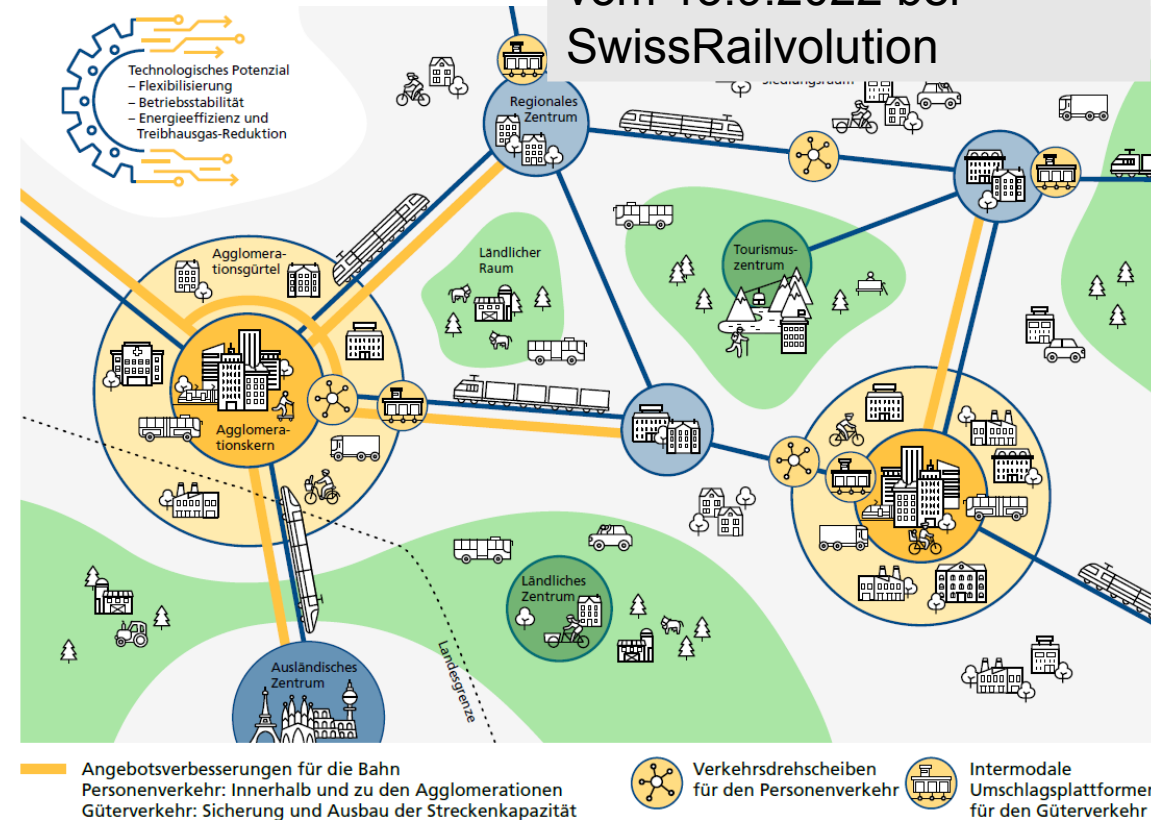 SwissRailvolution
Technologisches Potenzial
– Flexibilisierung
– Betriebsstabilität
– Energieeffizienz und
Treibhausgas-Reduktion
Regionales
Zentrum
Agglomera-
tionsgürtel
Ländlicher
Raum
Tourismus-
zentrum
Agglomera-
tionskern
Ländliches
Zentrum
Landesgrenze
Ausländisches
Zentrum
Angebotsverbesserungen für die Bahn
Personenverkehr: Innerhalb und zu den Agglomerationen
Güterverkehr: Sicherung und Ausbau der Streckenkapazität
Verkehrsdrehscheiben
für den Personenverkehr
Intermodale
Umschlagsplattformen
für den Güterverkehr